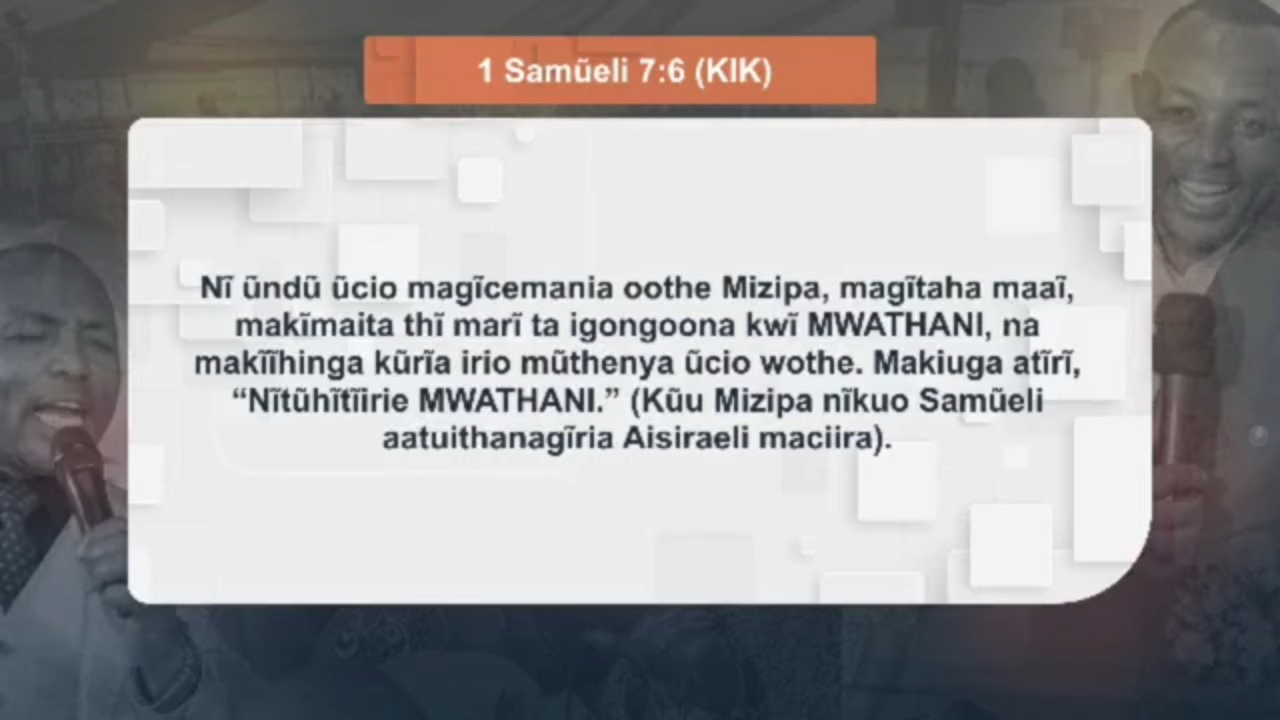 1 Samũeli 7:6 (KIK)
Nĩ ũndũ ũcio magĩcemania oothe Mizipa, magĩtaha maaĩ,
makĩmaita thĩ marĩ ta igongoona kwĩ MWATHANI, na
makĩĩhinga kũrĩa irio mũthenya ũcio wothe. Makiuga atĩrĩ,
“Nĩtũhĩtĩirie MWATHANI.” (Kũu Mizipa nĩkuo Samũeli
aatuithanagĩria Aisiraeli maciira).